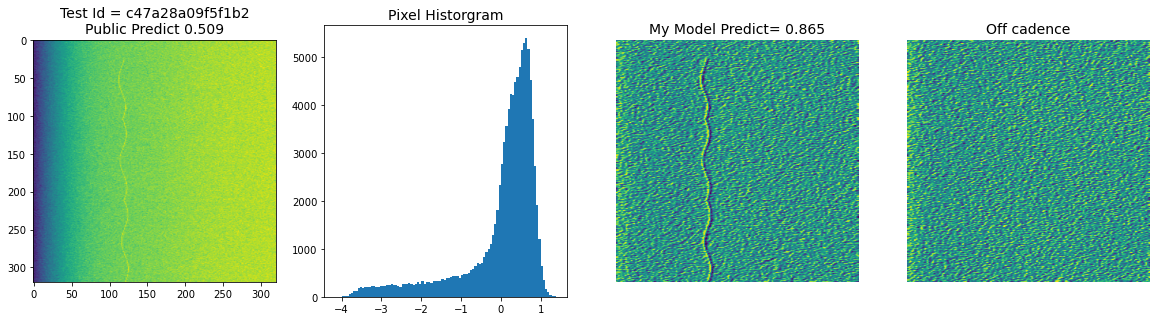 Test Id = c47a28a09f5f1b2
Public Predict 0.509
0
50
100
150
200
250
300
0 50 100 150 200 250 300
Pixel Historgram
5000
4000
3000
2000
1000
0
−4 −3 −2 −1 0 1
My Model Predict= 0.865
Off cadence